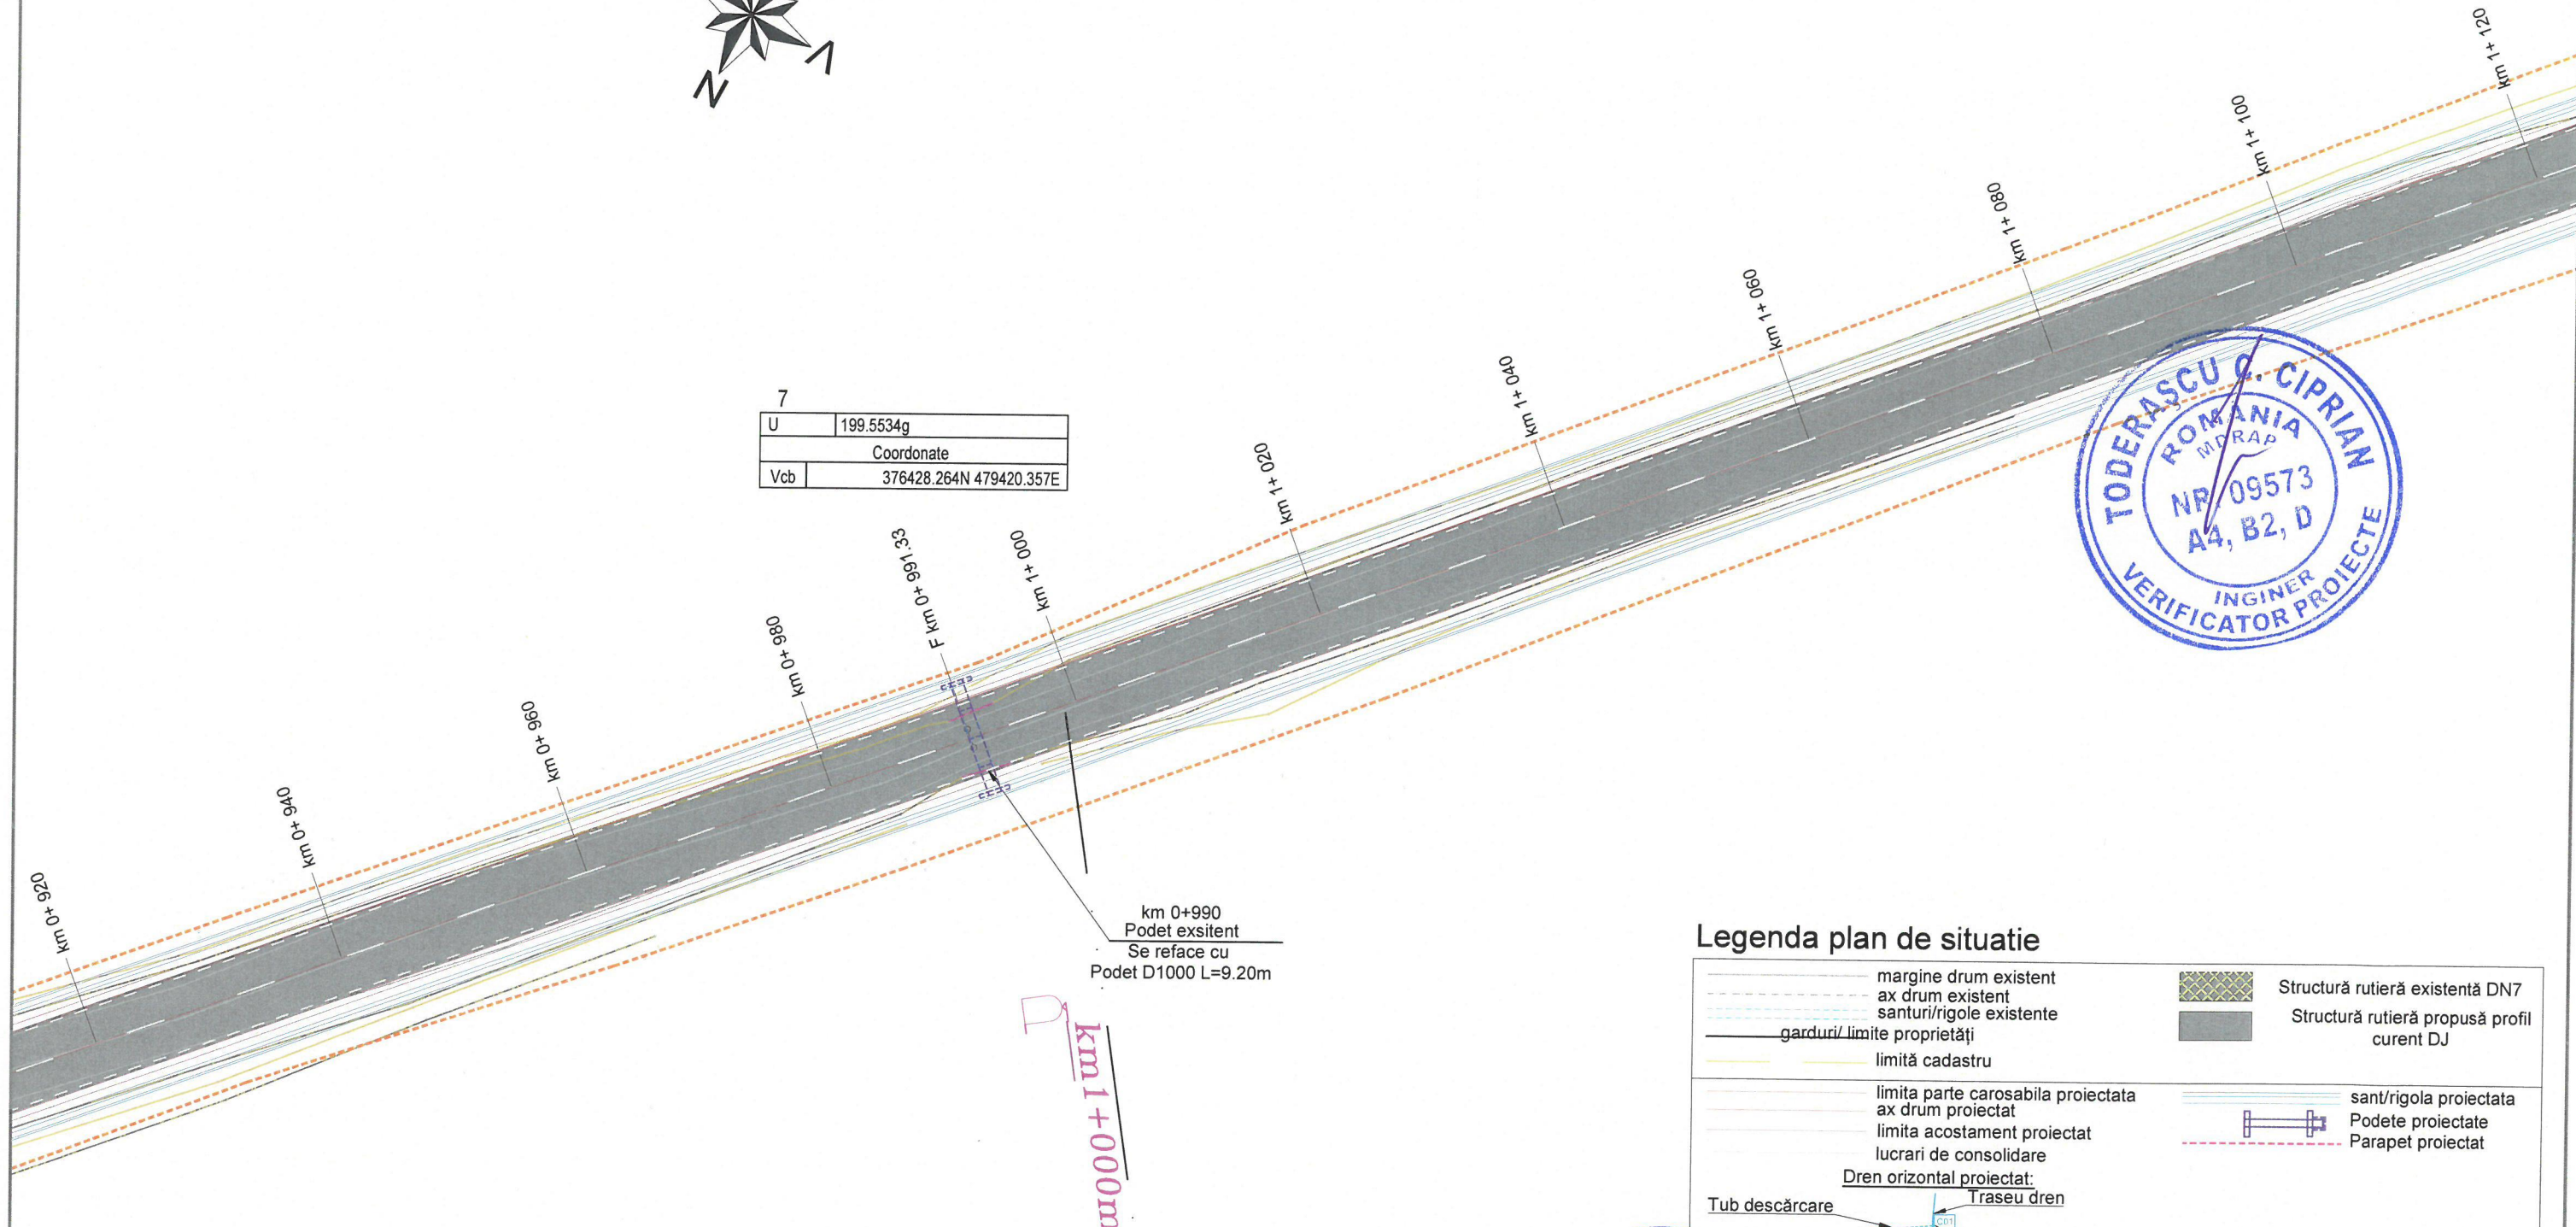 N
V
km 1+ 120
km 1+ 100
km 1+ 080
km 1+ 060
km 1+ 040
km 1+ 020
km 1+ 000
F km 0+ 991.33
km 0+ 980
km 0+ 960
km 0+ 940
km 0+ 920
7
U 199.5534g
Coordonate
Vcb 376428.264N 479420.357E
TODERAȘCU C. CIPRIAN
ROMÂNIA
MDRAP
NR. 09573
A4, B2, D
INGINER
VERIFICATOR PROIECTE
km 0+990
Podet exsitent
Se reface cu
Podet D1000 L=9.20m
km1+000m
Legenda plan de situatie
margine drum existent
ax drum existent
santuri/rigole existente
garduri/ limite proprietăți
limită cadastru
Structură rutieră existentă DN7
Structură rutieră propusă profil
curent DJ
limita parte carosabila proiectata
ax drum proiectat
limita acostament proiectat
lucrari de consolidare
sant/rigola proiectata
Podete proiectate
Parapet proiectat
Dren orizontal proiectat:
Traseu dren
Tub descărcare
C01